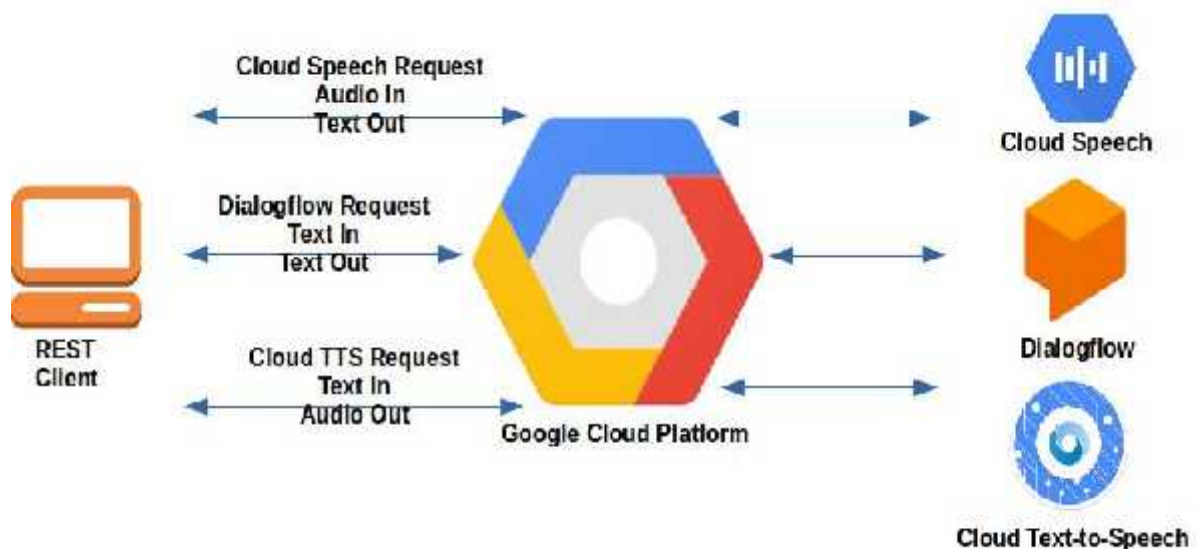 Cloud Speech Request
Audio In
Text Out
Cloud Speech
Dialogflow Request
Text In
Text Out
REST
Client
Dialogflow
Cloud TTS Request
Text In
Audio Out
Google Cloud Platform
Cloud Text-to-Speech